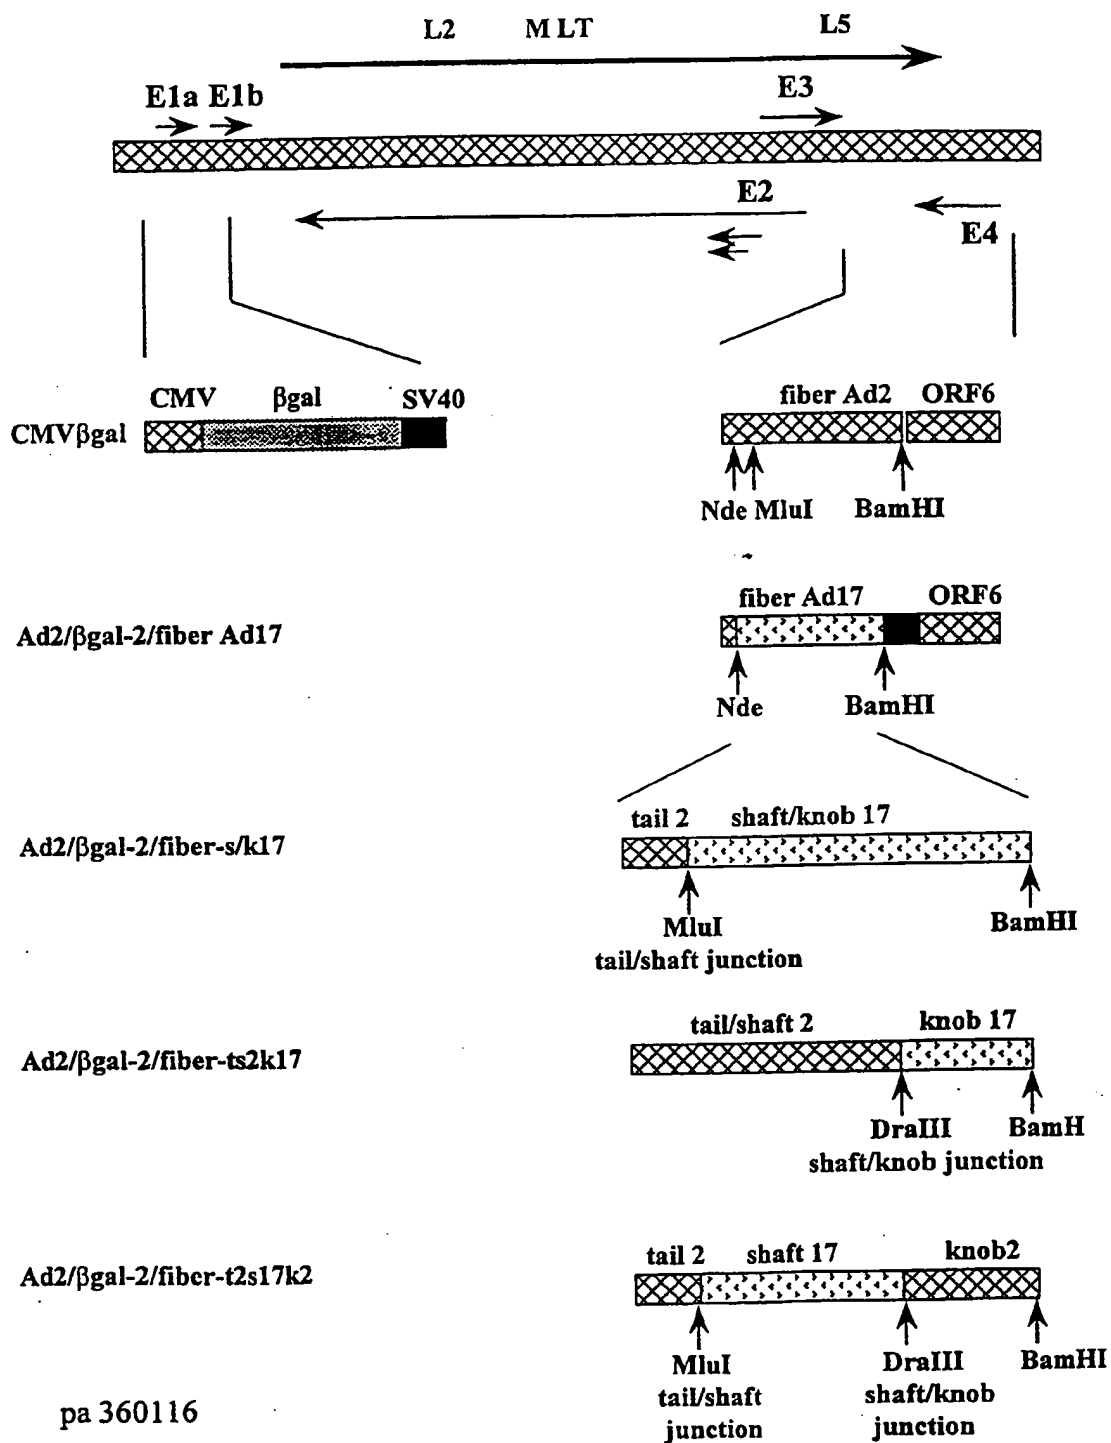 L2 MLT L5
E1a E1b E3
E2
E4
CMV βgal SV40 fiber Ad2 ORF6
CMVβgal
Nde MluI BamHI
fiber Ad17 ORF6
Ad2/βgal-2/fiber Ad17
Nde BamHI
tail 2 shaft/knob 17
Ad2/βgal-2/fiber-s/k17
MluI BamHI
tail/shaft junction
tail/shaft 2 knob 17
Ad2/βgal-2/fiber-ts2k17
DraIII BamH
shaft/knob junction
tail 2 shaft 17 knob2
Ad2/βgal-2/fiber-t2s17k2
MluI DraIII BamHI
tail/shaft shaft/knob
junction junction
pa 360116